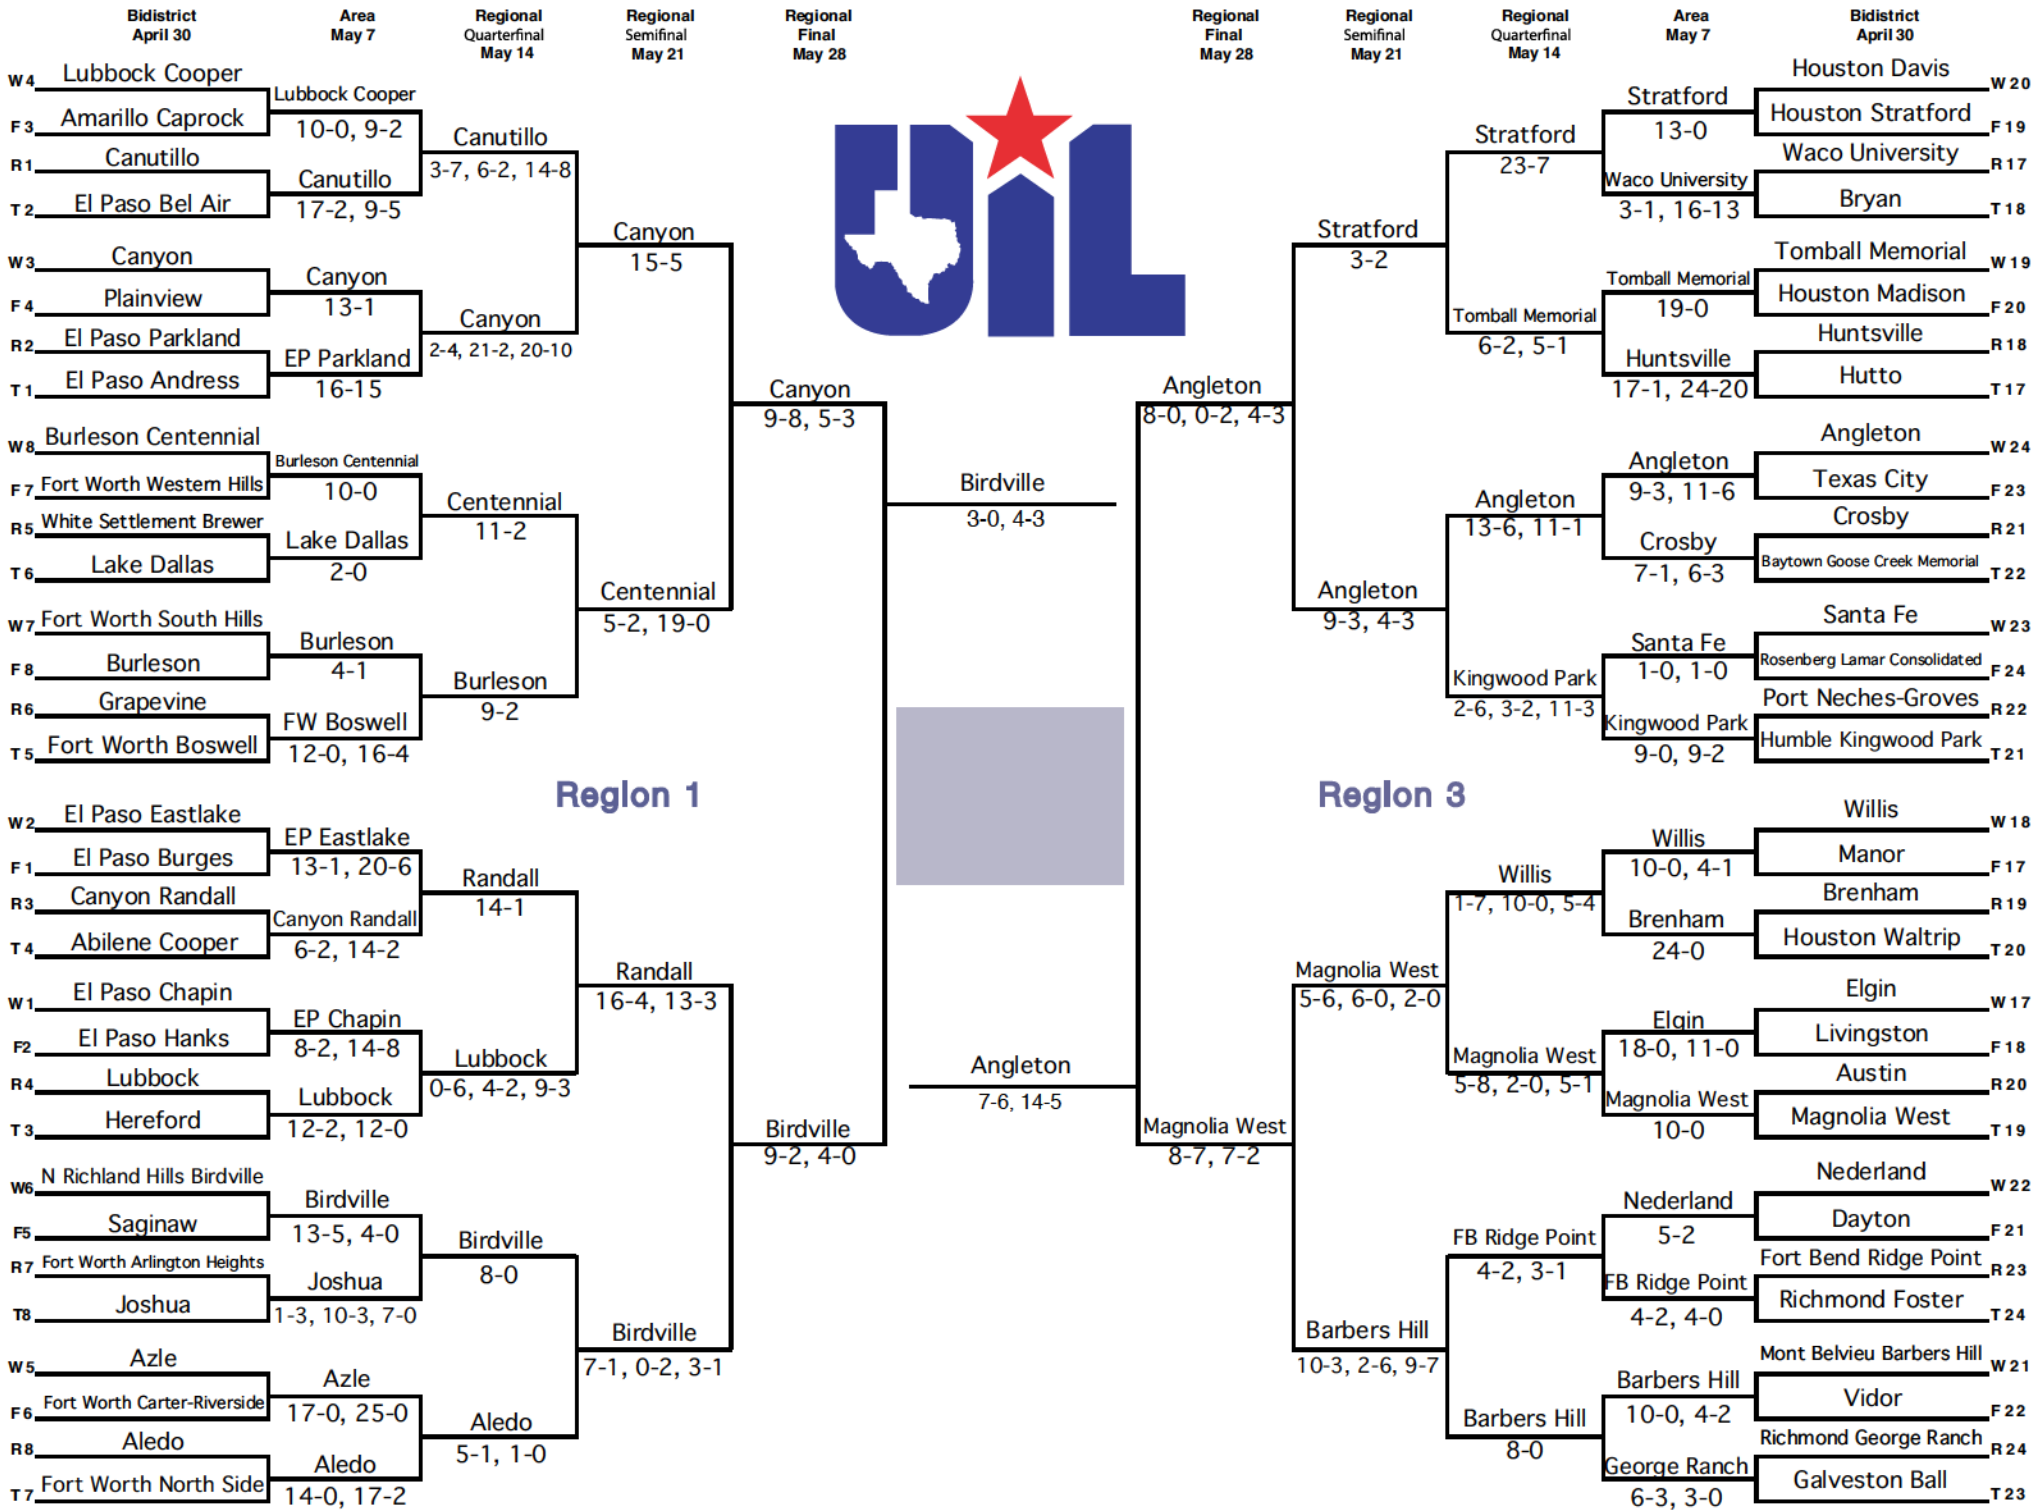 Bidistrict
April 30
Area
May 7
Regional
Quarterfinal
May 14
Regional
Semifinal
May 21
Regional
Final
May 28
W4 Lubbock Cooper
F3 Amarillo Caprock
R1 Canutillo
T2 El Paso Bel Air
W3 Canyon
F4 Plainview
R2 El Paso Parkland
T1 El Paso Andress
W8 Burleson Centennial
F7 Fort Worth Western Hills
R5 White Settlement Brewer
T6 Lake Dallas
W7 Fort Worth South Hills
F8 Burleson
R6 Grapevine
T5 Fort Worth Boswell
W2 El Paso Eastlake
F1 El Paso Burges
R3 Canyon Randall
T4 Abilene Cooper
W1 El Paso Chapin
F2 El Paso Hanks
R4 Lubbock
T3 Hereford
W6 N Richland Hills Birdville
F5 Saginaw
R7 Fort Worth Arlington Heights
T8 Joshua
W5 Azle
F6 Fort Worth Carter-Riverside
R8 Aledo
T7 Fort Worth North Side
Lubbock Cooper
10-0, 9-2
Canutillo
17-2, 9-5
Canyon
13-1
EP Parkland
16-15
Burleson Centennial
10-0
Lake Dallas
2-0
Burleson
4-1
FW Boswell
12-0, 16-4
EP Eastlake
13-1, 20-6
Canyon Randall
6-2, 14-2
EP Chapin
8-2, 14-8
Lubbock
12-2, 12-0
Birdville
13-5, 4-0
Joshua
1-3, 10-3, 7-0
Azle
17-0, 25-0
Aledo
14-0, 17-2
Canutillo
3-7, 6-2, 14-8
Canyon
2-4, 21-2, 20-10
Centennial
11-2
Burleson
9-2
Randall
14-1
Lubbock
0-6, 4-2, 9-3
Birdville
8-0
Aledo
5-1, 1-0
Canyon
15-5
Centennial
5-2, 19-0
Randall
16-4, 13-3
Birdville
7-1, 0-2, 3-1
Canyon
9-8, 5-3
Birdville
9-2, 4-0
Region 1
UIL
Birdville
3-0, 4-3
Angleton
7-6, 14-5
Regional
Final
May 28
Regional
Semifinal
May 21
Regional
Quarterfinal
May 14
Area
May 7
Bidistrict
April 30
Angleton
8-0, 0-2, 4-3
Magnolia West
8-7, 7-2
Region 3
Stratford
3-2
Angleton
9-3, 4-3
Magnolia West
5-6, 6-0, 2-0
Barbers Hill
10-3, 2-6, 9-7
Stratford
23-7
Tomball Memorial
6-2, 5-1
Angleton
13-6, 11-1
Kingwood Park
2-6, 3-2, 11-3
Willis
1-7, 10-0, 5-4
Magnolia West
5-8, 2-0, 5-1
FB Ridge Point
4-2, 3-1
Barbers Hill
8-0
Stratford
13-0
Waco University
3-1, 16-13
Tomball Memorial
19-0
Huntsville
17-1, 24-20
Angleton
9-3, 11-6
Crosby
7-1, 6-3
Santa Fe
1-0, 1-0
Kingwood Park
9-0, 9-2
Willis
10-0, 4-1
Brenham
24-0
Elgin
18-0, 11-0
Magnolia West
10-0
Nederland
5-2
FB Ridge Point
4-2, 4-0
Barbers Hill
10-0, 4-2
George Ranch
6-3, 3-0
Houston Davis W20
Houston Stratford F19
Waco University R17
Bryan T18
Tomball Memorial W19
Houston Madison F20
Huntsville R18
Hutto T17
Angleton W24
Texas City F23
Crosby R21
Baytown Goose Creek Memorial T22
Santa Fe W23
Rosenberg Lamar Consolidated F24
Port Neches-Groves R22
Humble Kingwood Park T21
Willis W18
Manor F17
Brenham R19
Houston Waltrip T20
Elgin W17
Livingston F18
Austin R20
Magnolia West T19
Nederland W22
Dayton F21
Fort Bend Ridge Point R23
Richmond Foster T24
Mont Belvieu Barbers Hill W21
Vidor F22
Richmond George Ranch R24
Galveston Ball T23